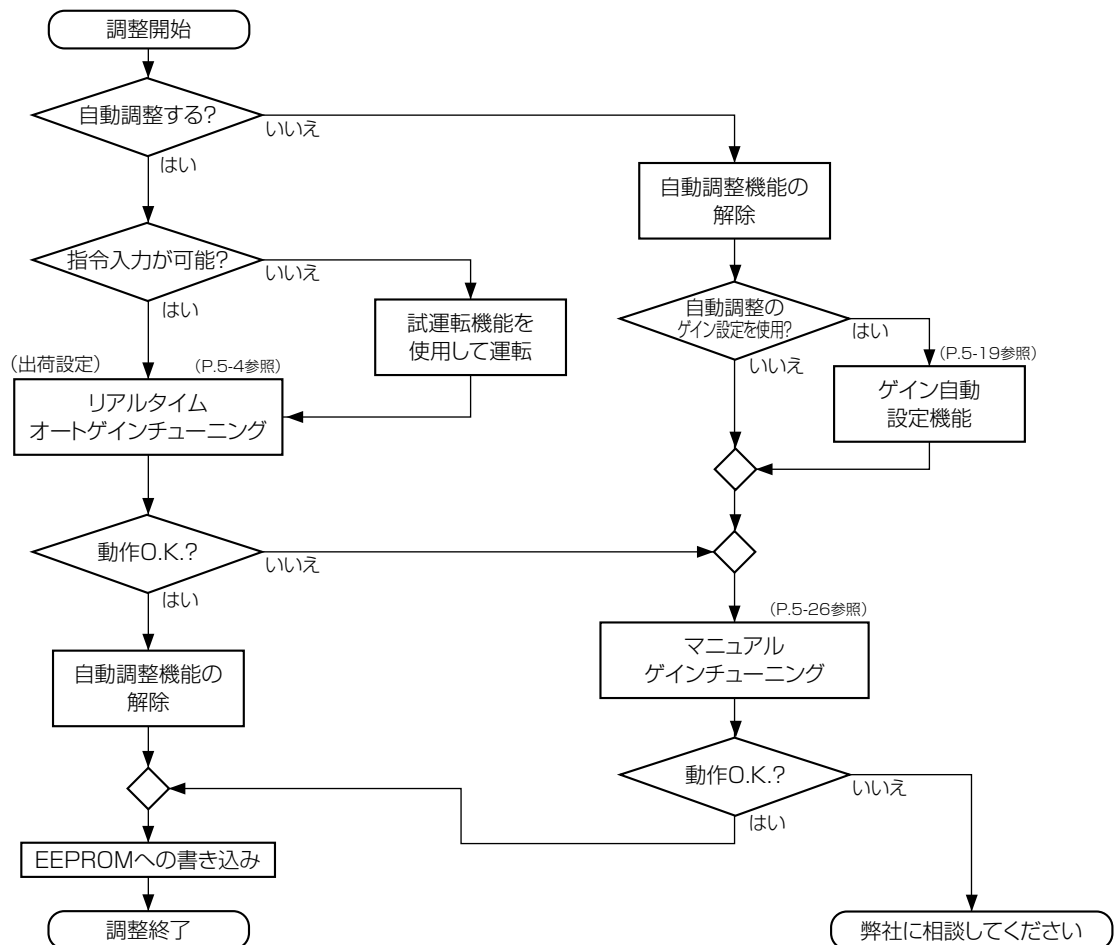 調整開始
自動調整する?
いいえ
はい
自動調整機能の
解除
指令入力が可能?
いいえ
はい
試運転機能を
使用して運転
自動調整の
ゲイン設定を使用?
はい
いいえ
(出荷設定)
(P.5-4参照)
リアルタイム
オートゲインチューニング
(P.5-19参照)
ゲイン自動
設定機能
動作O.K.?
いいえ
はい
(P.5-26参照)
マニュアル
ゲインチューニング
自動調整機能の
解除
動作O.K.?
いいえ
はい
EEPROMへの書き込み
調整終了
弊社に相談してください